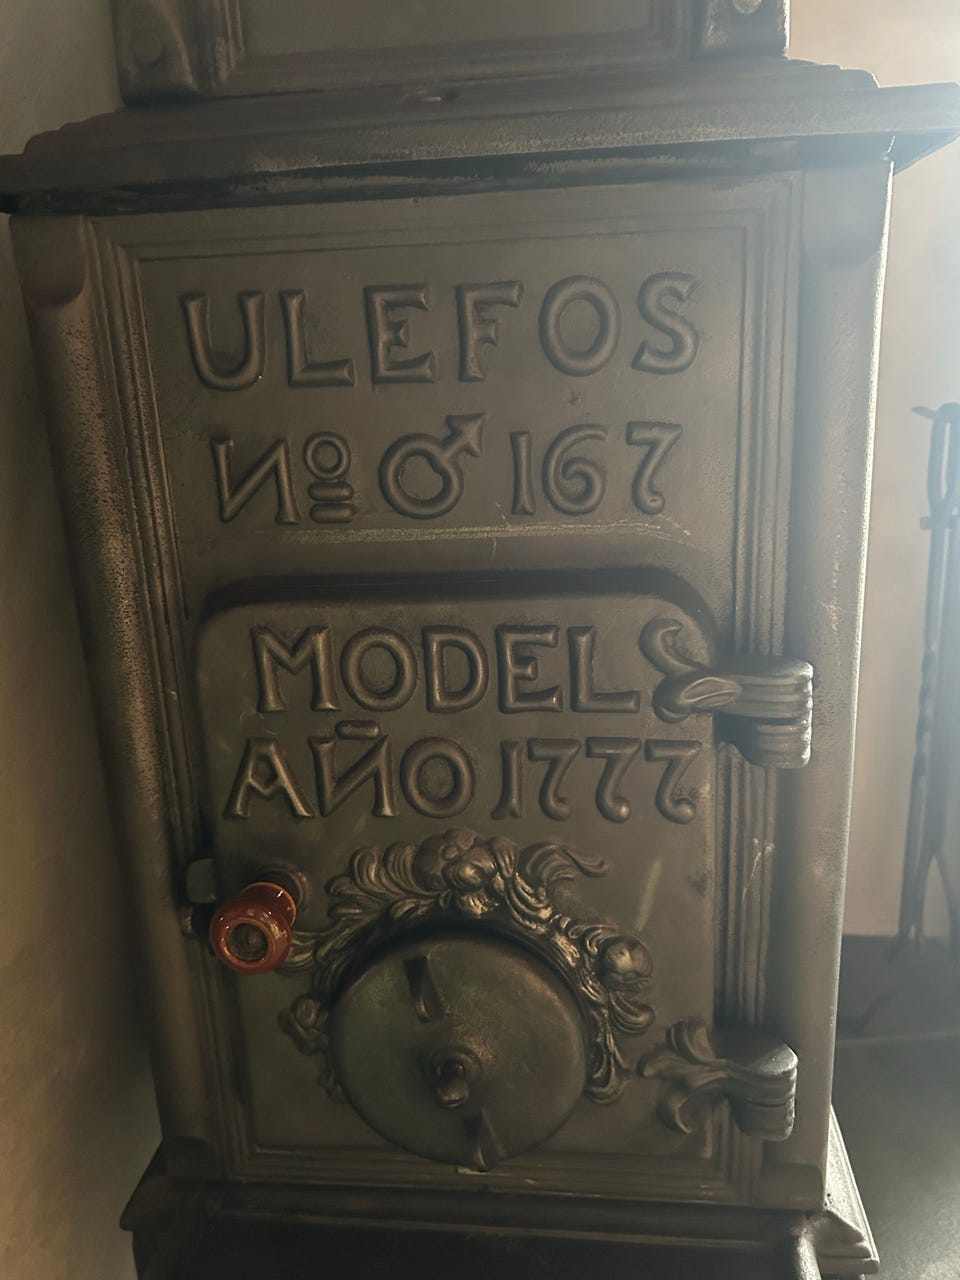 ULEFOS
Nº ♂ 167
MODEL
AÑO 1777